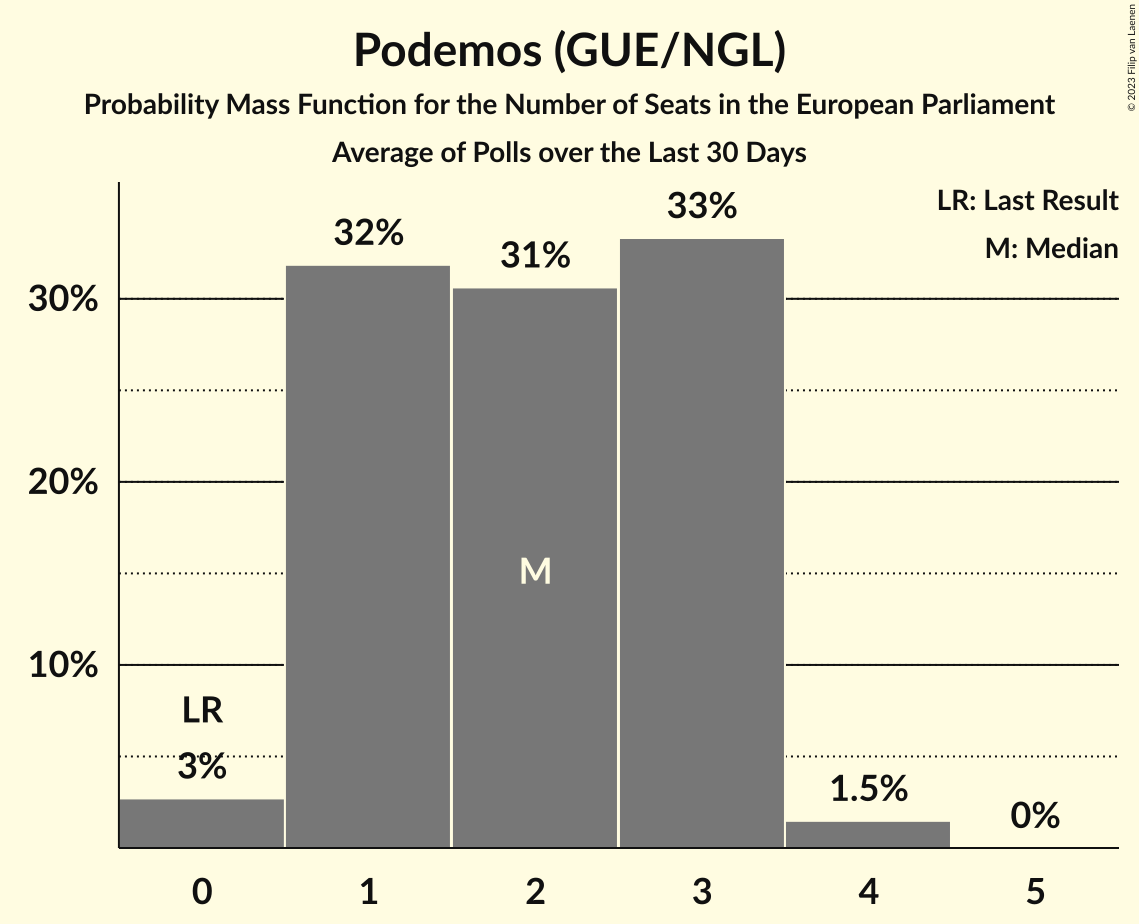 Podemos (GUE/NGL)
Probability Mass Function for the Number of Seats in the European Parliament
Average of Polls over the Last 30 Days
© 2023 Filip van Laenen
LR: Last Result
M: Median
33%
32%
31%
30%
20%
M
10%
LR
3%
1.5%
0%
0 1 2 3 4 5